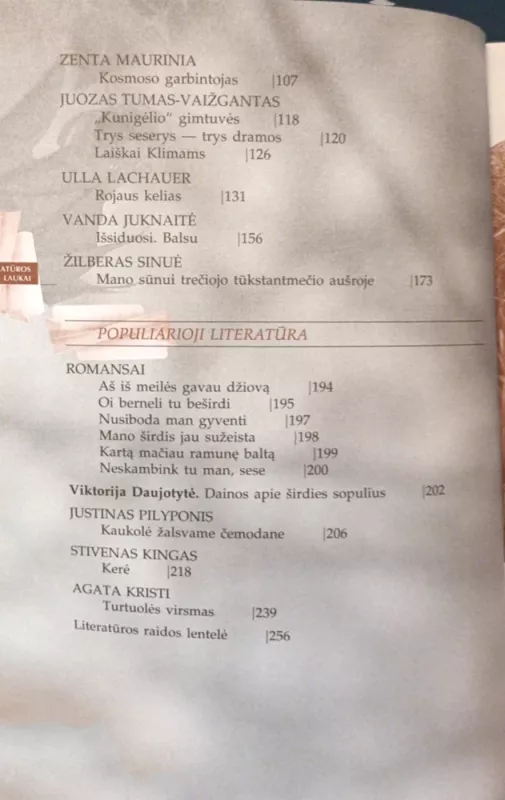 ZENTA MAURINIA
Kosmoso garbintojas |107
JUOZAS TUMAS-VAIŽGANTAS
„Kunigėlio" gimtuvės |118
Trys seserys — trys dramos |120
Laiškai Klimams |126
ULLA LACHAUER
Rojaus kelias |131
VANDA JUKNAITĖ
Išsiduosi. Balsu |156
ŽILBERAS SINUĖ
Mano sūnui trečiojo tūkstantmečio aušroje |173
ATŪROS
LAUKAI
POPULIARIOJI LITERATŪRA
ROMANSAI
Aš iš meilės gavau džiovą |194
Oi berneli tu beširdi |195
Nusiboda man gyventi |197
Mano širdis jau sužeista |198
Kartą mačiau ramunę baltą |199
Neskambink tu man, sese |200
Viktorija Daujotytė. Dainos apie širdies sopulius |202
JUSTINAS PILYPONIS
Kaukolė žalsvame čemodane |206
STIVENAS KINGAS
Kerė |218
AGATA KRISTI
Turtuolės virsmas |239
Literatūros raidos lentelė |256